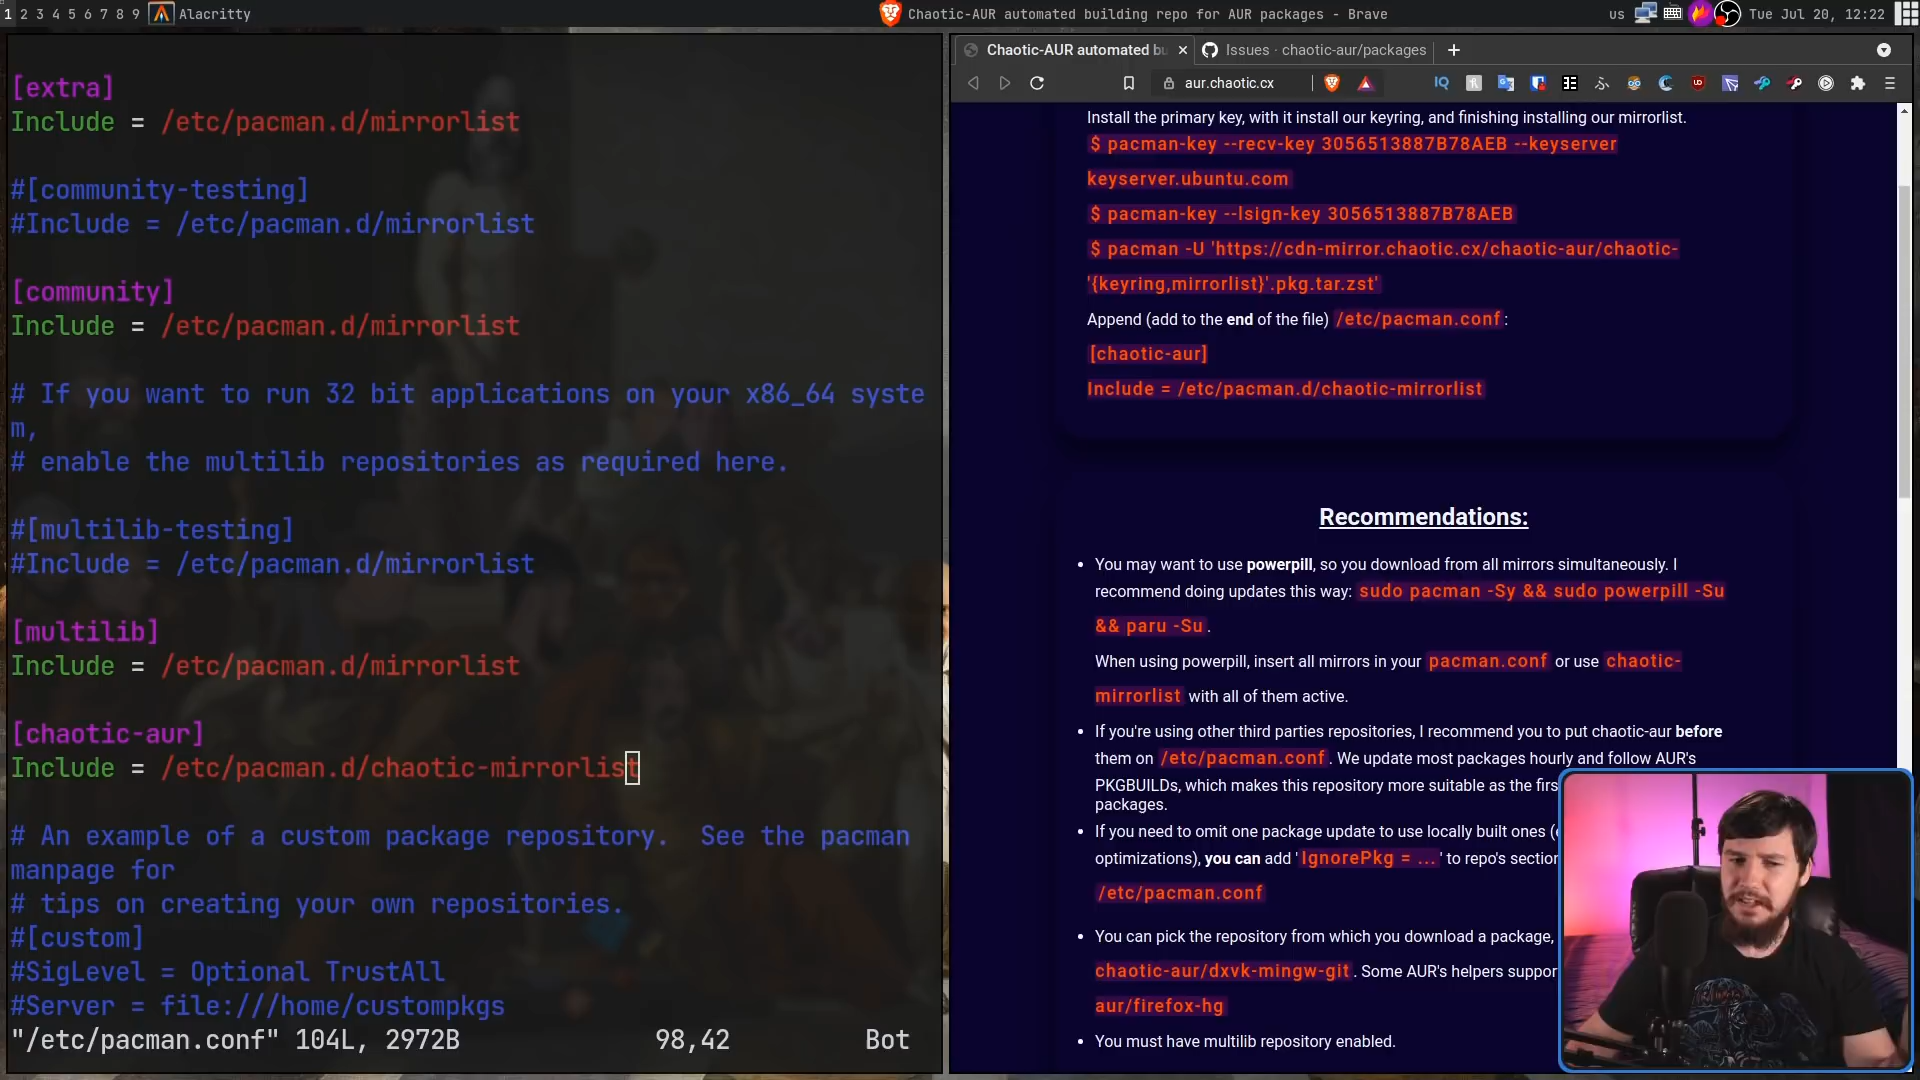 1 2 3 4 5 6 7 8 9 Alacritty
Chaotic-AUR automated building repo for AUR packages - Brave
us Tue Jul 20, 12:22
[extra]
Include = /etc/pacman.d/mirrorlist
#[community-testing]
#Include = /etc/pacman.d/mirrorlist
[community]
Include = /etc/pacman.d/mirrorlist
# If you want to run 32 bit applications on your x86_64 syste
m,
# enable the multilib repositories as required here.
#[multilib-testing]
#Include = /etc/pacman.d/mirrorlist
[multilib]
Include = /etc/pacman.d/mirrorlist
[chaotic-aur]
Include = /etc/pacman.d/chaotic-mirrorlist
# An example of a custom package repository.  See the pacman
manpage for
# tips on creating your own repositories.
#[custom]
#SigLevel = Optional TrustAll
#Server = file:///home/custompkgs
"/etc/pacman.conf" 104L, 2972B 98,42 Bot
Chaotic-AUR automated bu
Issues · chaotic-aur/packages
aur.chaotic.cx
Install the primary key, with it install our keyring, and finishing installing our mirrorlist.
$ pacman-key --recv-key 3056513887B78AEB --keyserver
keyserver.ubuntu.com
$ pacman-key --lsign-key 3056513887B78AEB
$ pacman -U 'https://cdn-mirror.chaotic.cx/chaotic-aur/chaotic-
'{keyring,mirrorlist}'.pkg.tar.zst'
Append (add to the end of the file) /etc/pacman.conf:
[chaotic-aur]
Include = /etc/pacman.d/chaotic-mirrorlist
Recommendations:
• You may want to use powerpill, so you download from all mirrors simultaneously. I
recommend doing updates this way: sudo pacman -Sy && sudo powerpill -Su
&& paru -Su.
When using powerpill, insert all mirrors in your pacman.conf or use chaotic-
mirrorlist with all of them active.
• If you're using other third parties repositories, I recommend you to put chaotic-aur before
them on /etc/pacman.conf. We update most packages hourly and follow AUR's
PKGBUILDs, which makes this repository more suitable as the firs
packages.
• If you need to omit one package update to use locally built ones (
optimizations), you can add 'IgnorePkg = ...' to repo's section
/etc/pacman.conf
• You can pick the repository from which you download a package,
chaotic-aur/dxvk-mingw-git. Some AUR's helpers suppor
aur/firefox-hg
• You must have multilib repository enabled.